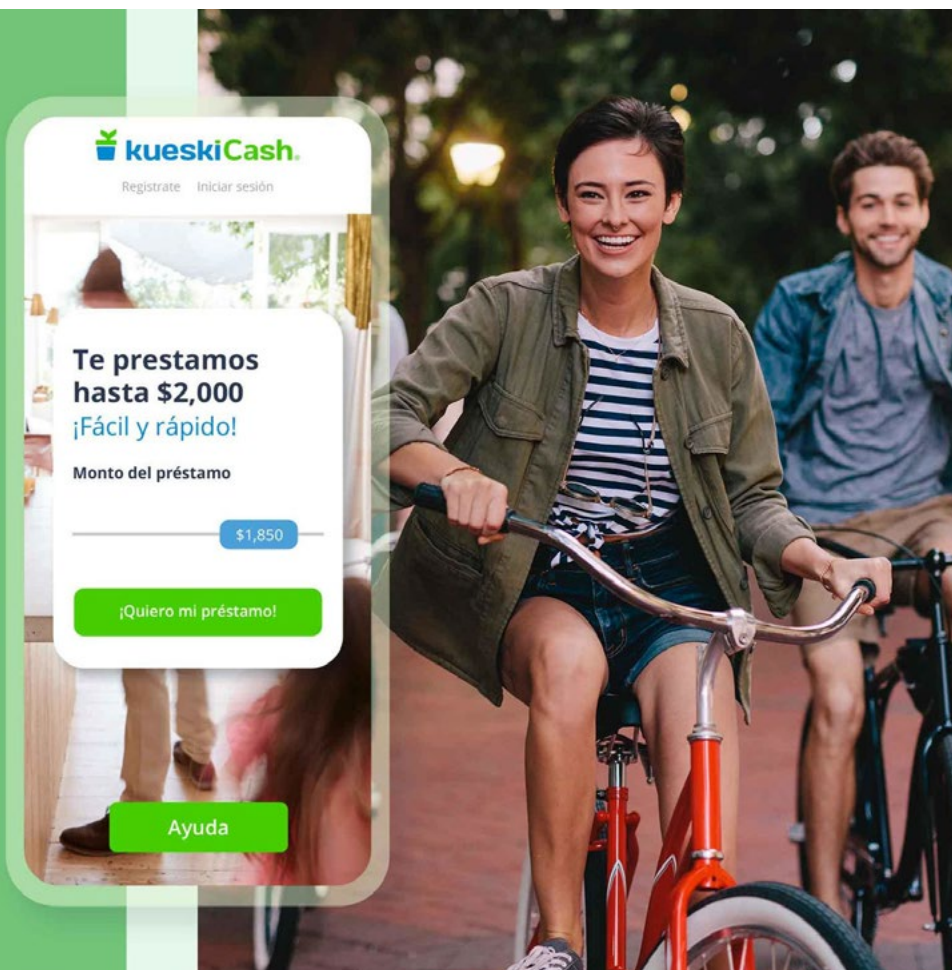 kueskiCash.
Registrate Iniciar sesión
Te prestamos
hasta $2,000
¡Fácil y rápido!
Monto del préstamo
$1,850
¡Quiero mi préstamo!
Ayuda